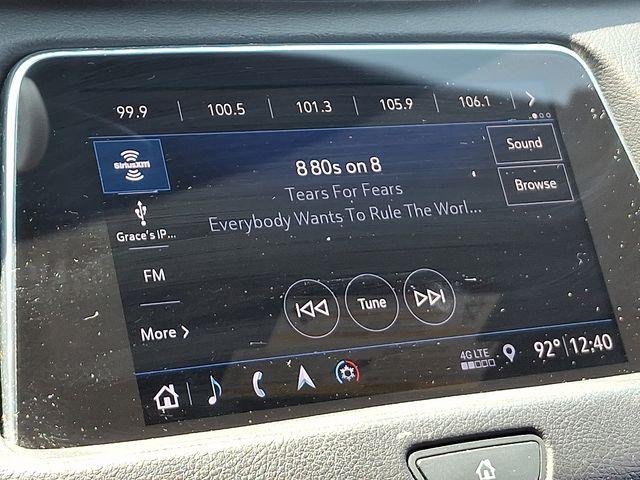 99.9 100.5 101.3 105.9 106.1
SiriusXM
8 80s on 8
Tears For Fears
Everybody Wants To Rule The Worl...
Sound
Browse
Grace's IP...
FM
More
Tune
4G LTE
92° 12:40